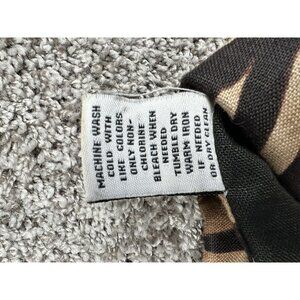 MACHINE WASH
COLD WITH
LIKE COLORS
ONLY NON-
CHLORINE
BLEACH WHEN
NEEDED
TUMBLE DRY
WARM IRON
IF NEEDED
OR DRY CLEAN